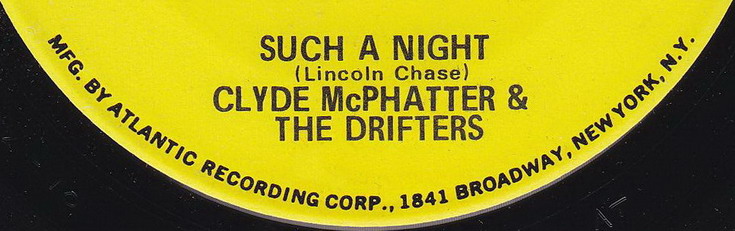 SUCH A NIGHT
(Lincoln Chase)
CLYDE McPHATTER &
THE DRIFTERS
MFG. BY ATLANTIC RECORDING CORP., 1841 BROADWAY, NEW YORK, N.Y.